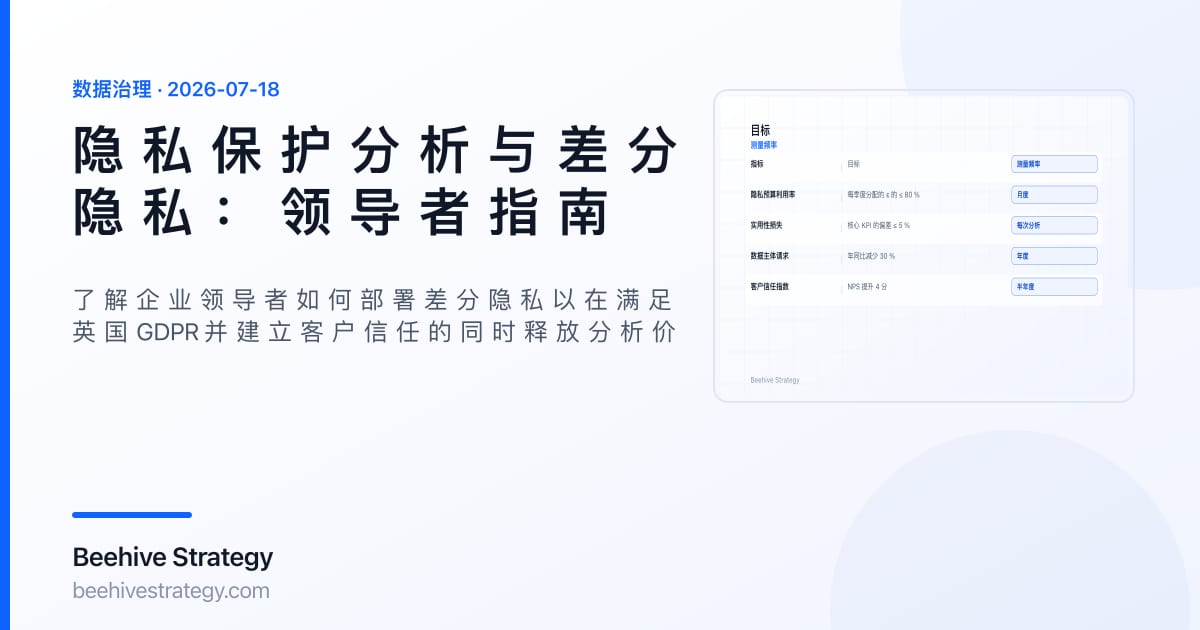 数据治理 · 2026-07-18
隐私保护分析与差分
隐私：领导者指南
了解企业领导者如何部署差分隐私以在满足
英国 GDPR 并建立客户信任的同时释放分析价
Beehive Strategy
beehivestrategy.com
目标
测量频率
指标 目标 测量频率
隐私预算利用率 每季度分配的 ε 的 ≤ 80 % 月度
实用性损失 核心 KPI 的偏差 ≤ 5 % 每次分析
数据主体请求 年同比减少 30 % 年度
客户信任指数 NPS 提升 4 分 半年度
Beehive Strategy